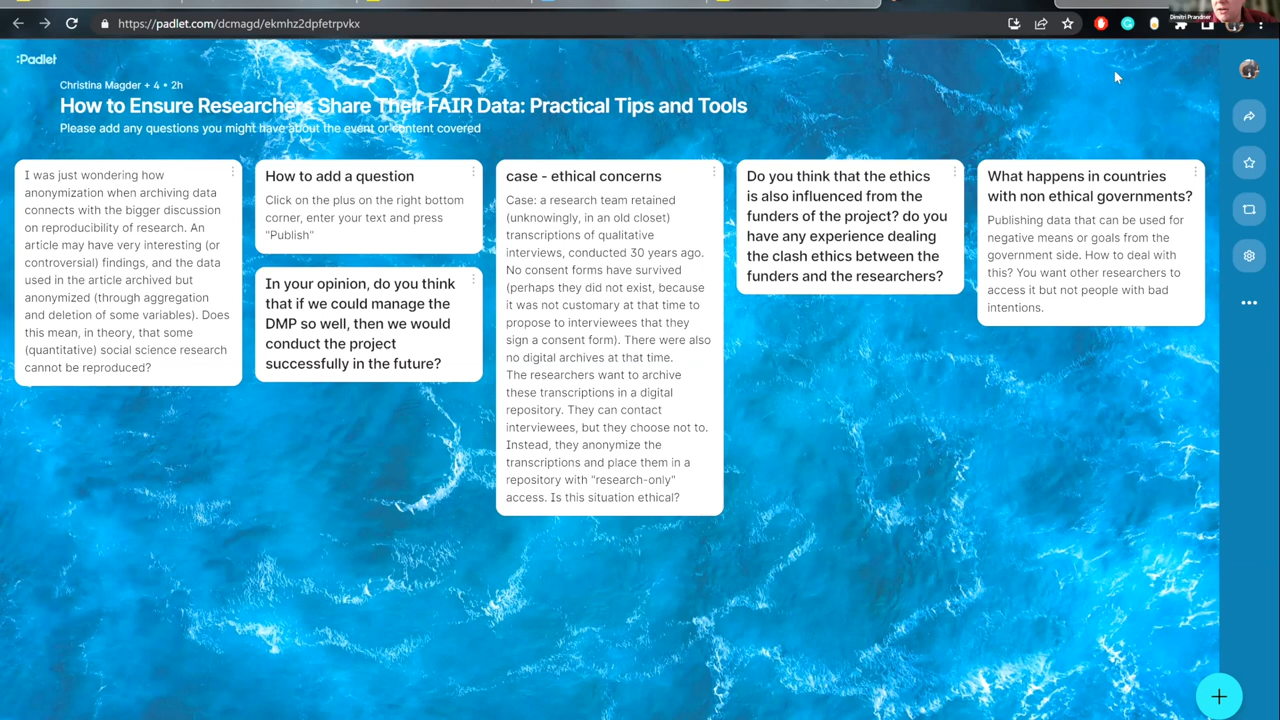 https://padlet.com/dcmagd/ekmhz2dpfetrpvkx
Dimitri Prandner
:Padlet
Christina Magder + 4 • 2h
How to Ensure Researchers Share Their FAIR Data: Practical Tips and Tools
Please add any questions you might have about the event or content covered
I was just wondering how
anonymization when archiving data
connects with the bigger discussion
on reproducibility of research. An
article may have very interesting (or
controversial) findings, and the data
used in the article archived but
anonymized (through aggregation
and deletion of some variables). Does
this mean, in theory, that some
(quantitative) social science research
cannot be reproduced?
How to add a question
Click on the plus on the right bottom
corner, enter your text and press
"Publish"
In your opinion, do you think
that if we could manage the
DMP so well, then we would
conduct the project
successfully in the future?
case - ethical concerns
Case: a research team retained
(unknowingly, in an old closet)
transcriptions of qualitative
interviews, conducted 30 years ago.
No consent forms have survived
(perhaps they did not exist, because
it was not customary at that time to
propose to interviewees that they
sign a consent form). There were also
no digital archives at that time.
The researchers want to archive
these transcriptions in a digital
repository. They can contact
interviewees, but they choose not to.
Instead, they anonymize the
transcriptions and place them in a
repository with "research-only"
access. Is this situation ethical?
Do you think that the ethics
is also influenced from the
funders of the project? do you
have any experience dealing
the clash ethics between the
funders and the researchers?
What happens in countries
with non ethical governments?
Publishing data that can be used for
negative means or goals from the
government side. How to deal with
this? You want other researchers to
access it but not people with bad
intentions.